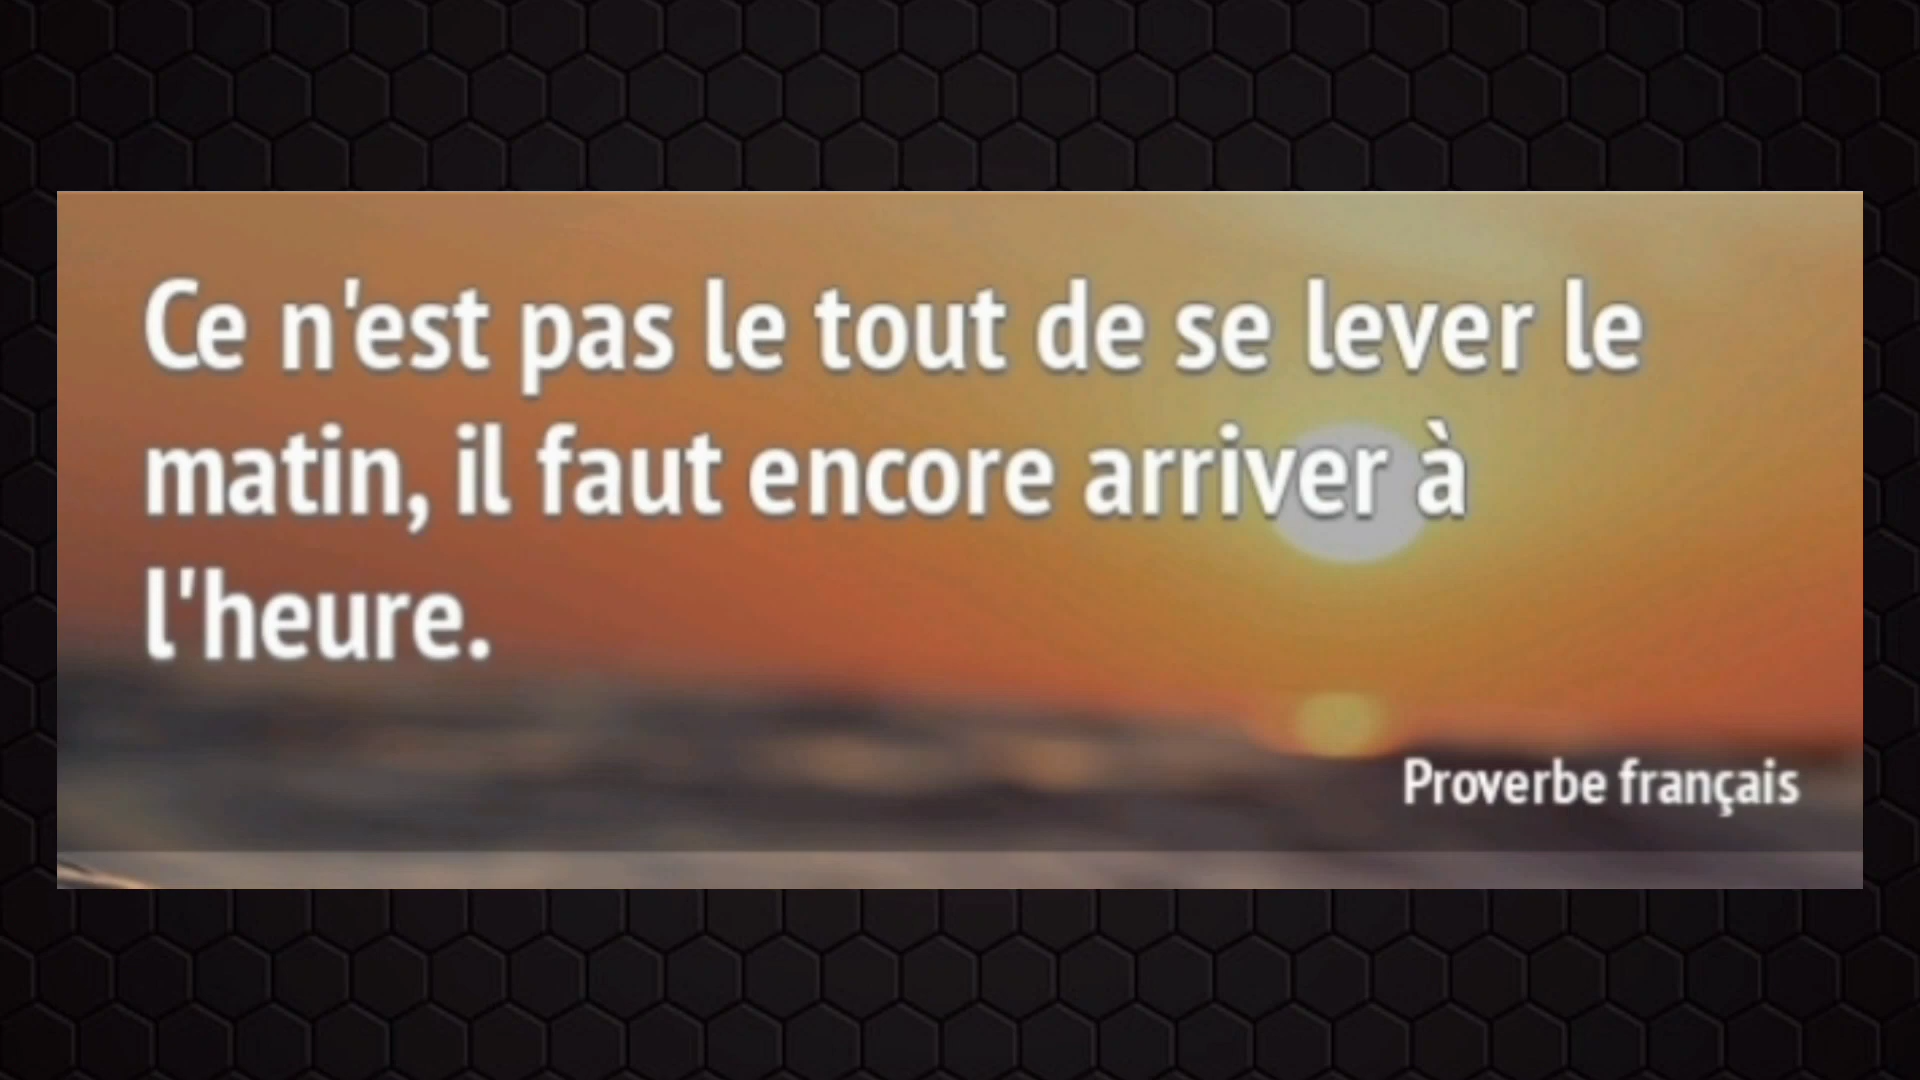 Ce n'est pas le tout de se lever le
matin, il faut encore arriver à
l'heure.
Proverbe français